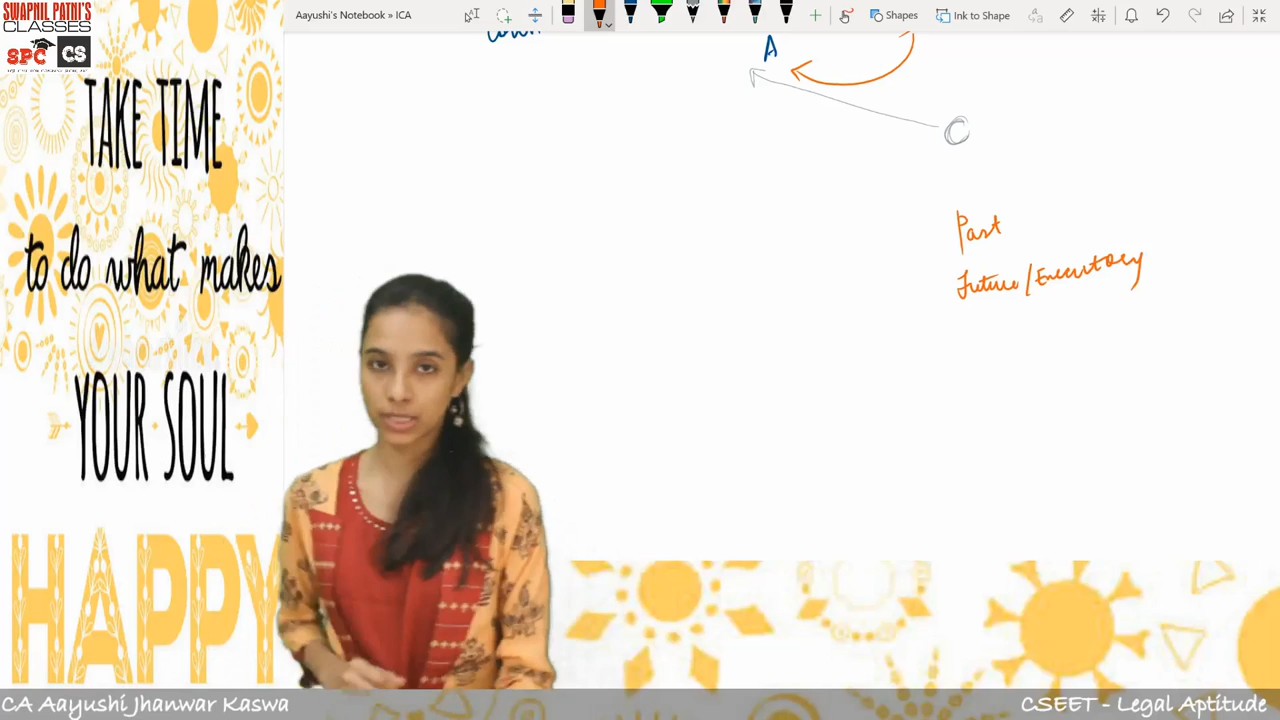 SWAPNIL PATNI'S
CLASSES
SPC CS
Aayushi's Notebook » ICA
Shapes
Ink to Shape
A
C
Past
Future/Executory
TAKE TIME
to do what makes
YOUR SOUL
HAPPY
CA Aayushi Jhanwar Kaswa
CSEET - Legal Aptitude